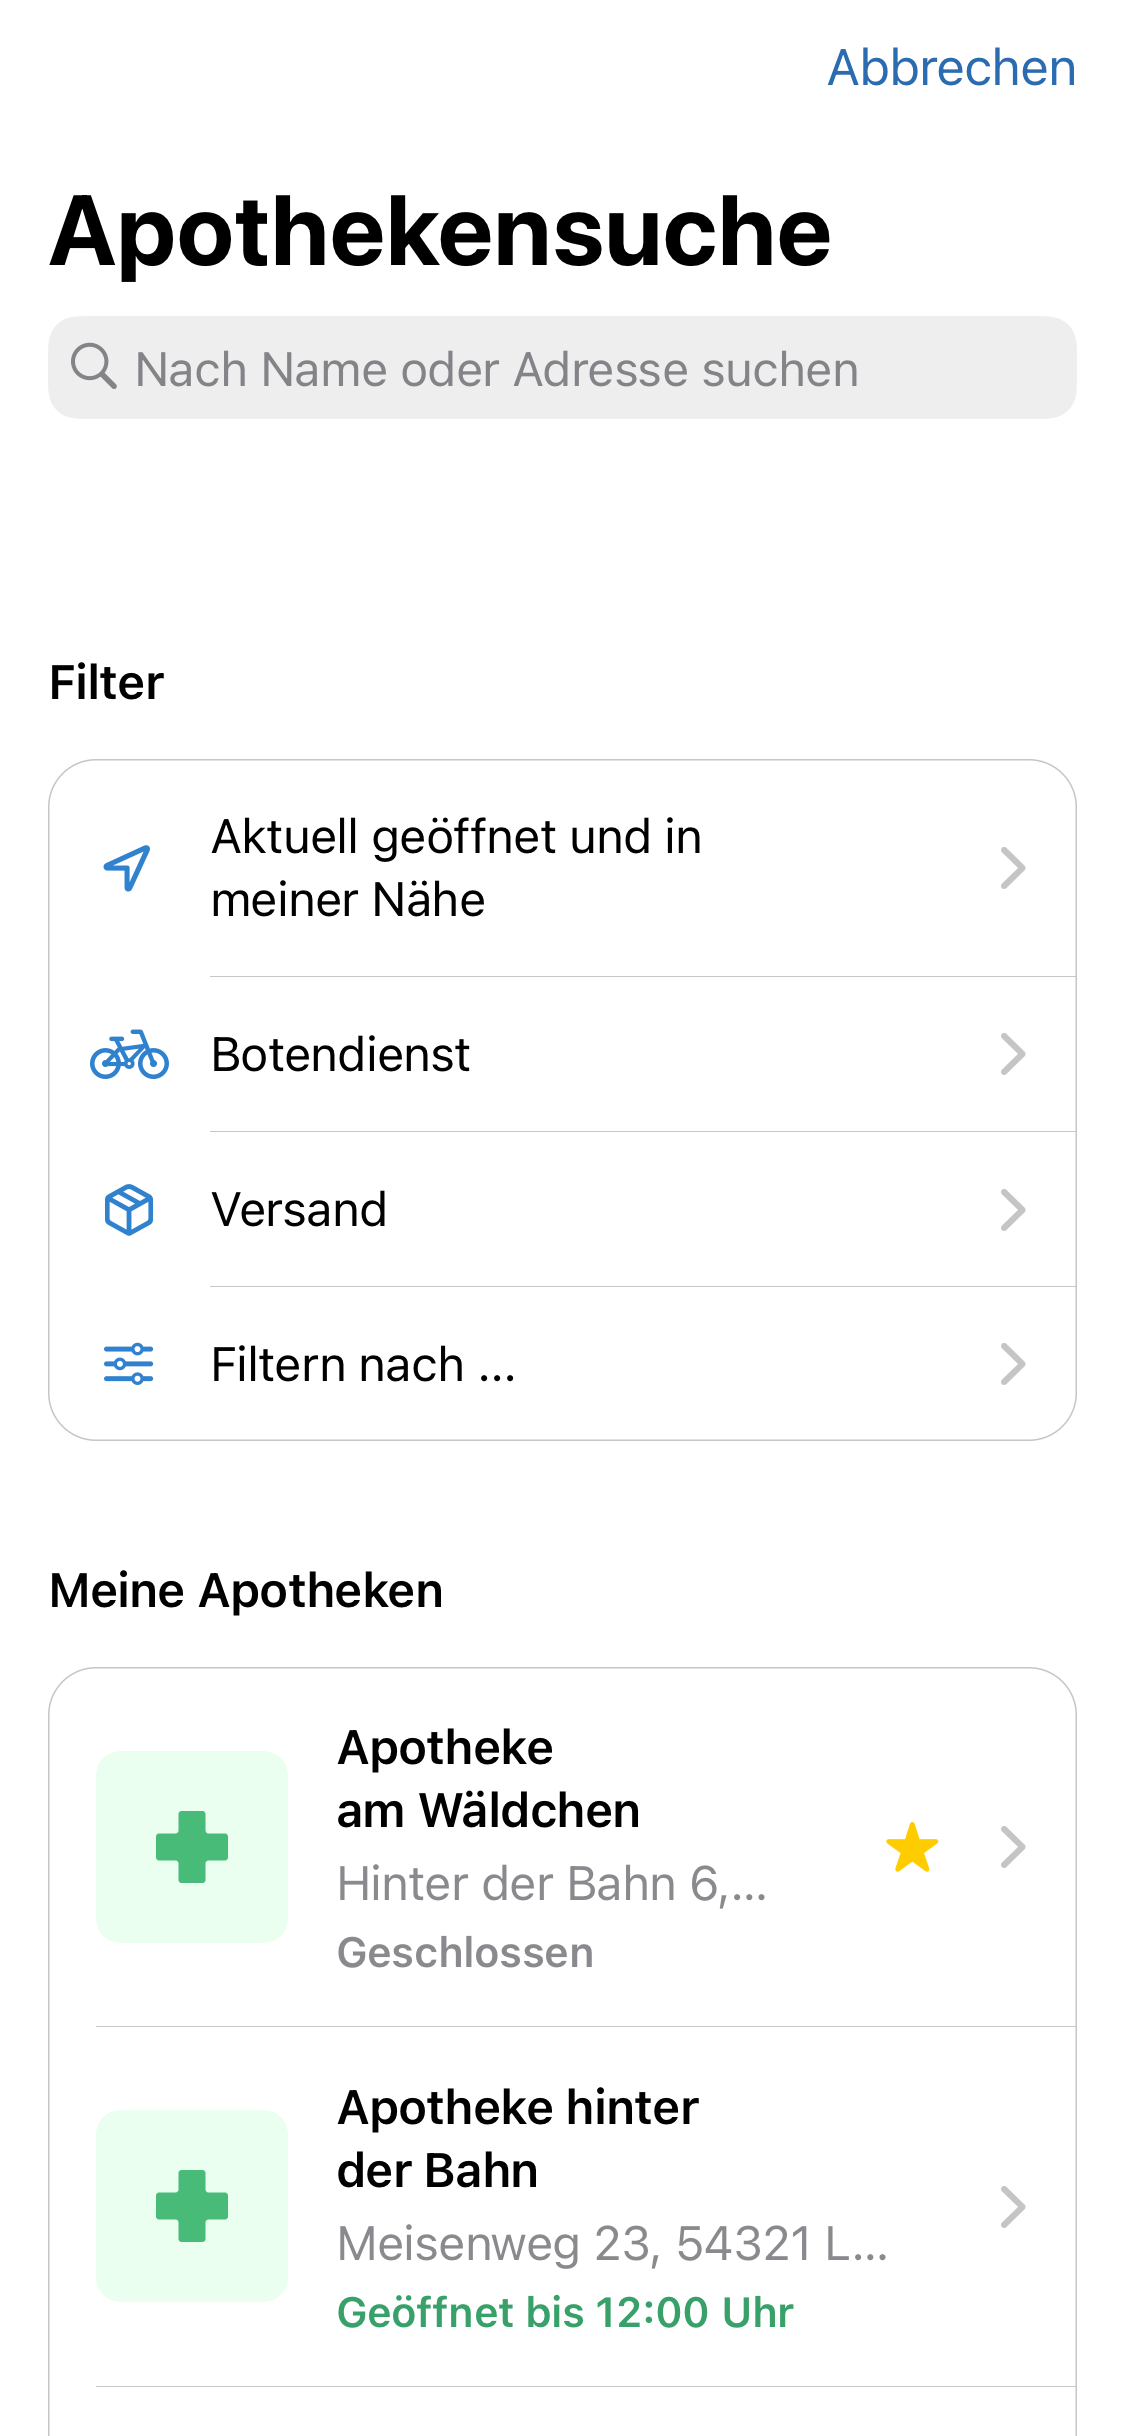 Abbrechen
Apothekensuche
Nach Name oder Adresse suchen
Filter
Aktuell geöffnet und in
meiner Nähe
Botendienst
Versand
Filtern nach ...
Meine Apotheken
Apotheke
am Wäldchen
Hinter der Bahn 6,...
Geschlossen
Apotheke hinter
der Bahn
Meisenweg 23, 54321 L...
Geöffnet bis 12:00 Uhr